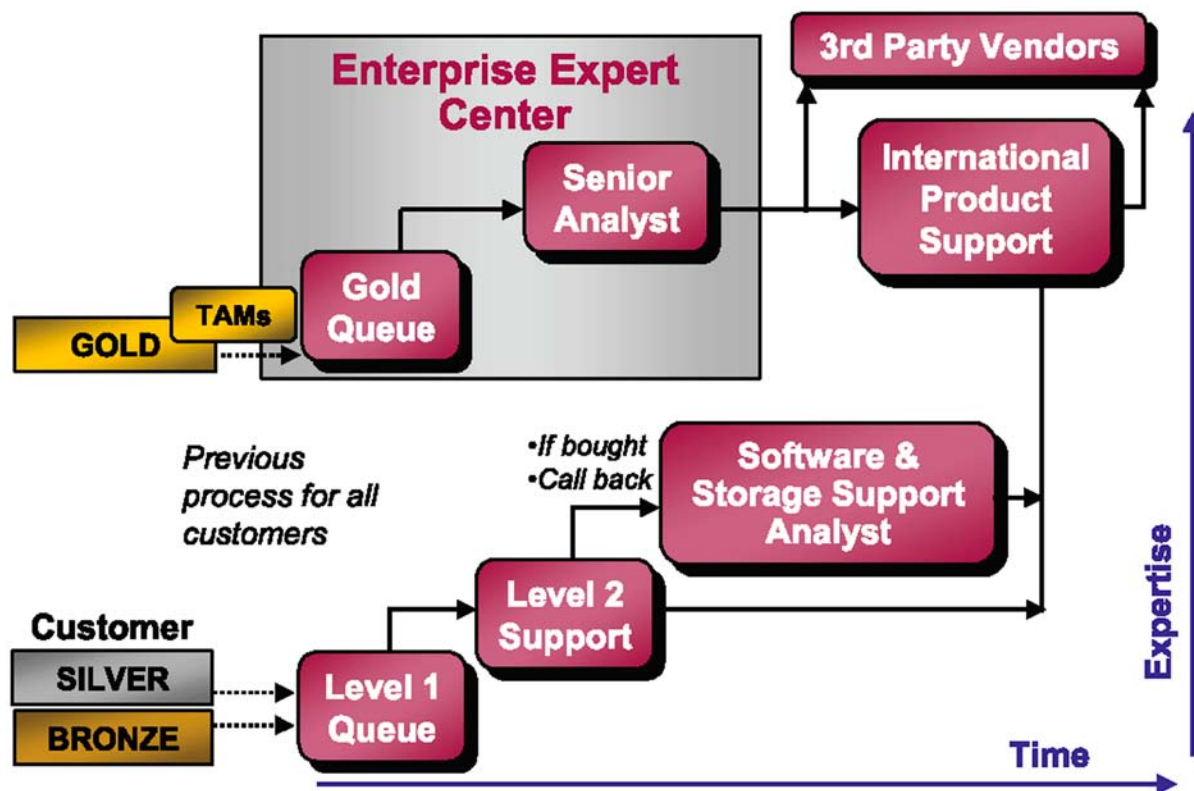 3rd Party Vendors
Enterprise Expert
Center
Senior
Analyst
International
Product
Support
Gold
Queue
TAMs
GOLD
Previous
process for all
customers
•If bought
•Call back
Software &
Storage Support
Analyst
Level 2
Support
Customer
SILVER
BRONZE
Level 1
Queue
Expertise
Time